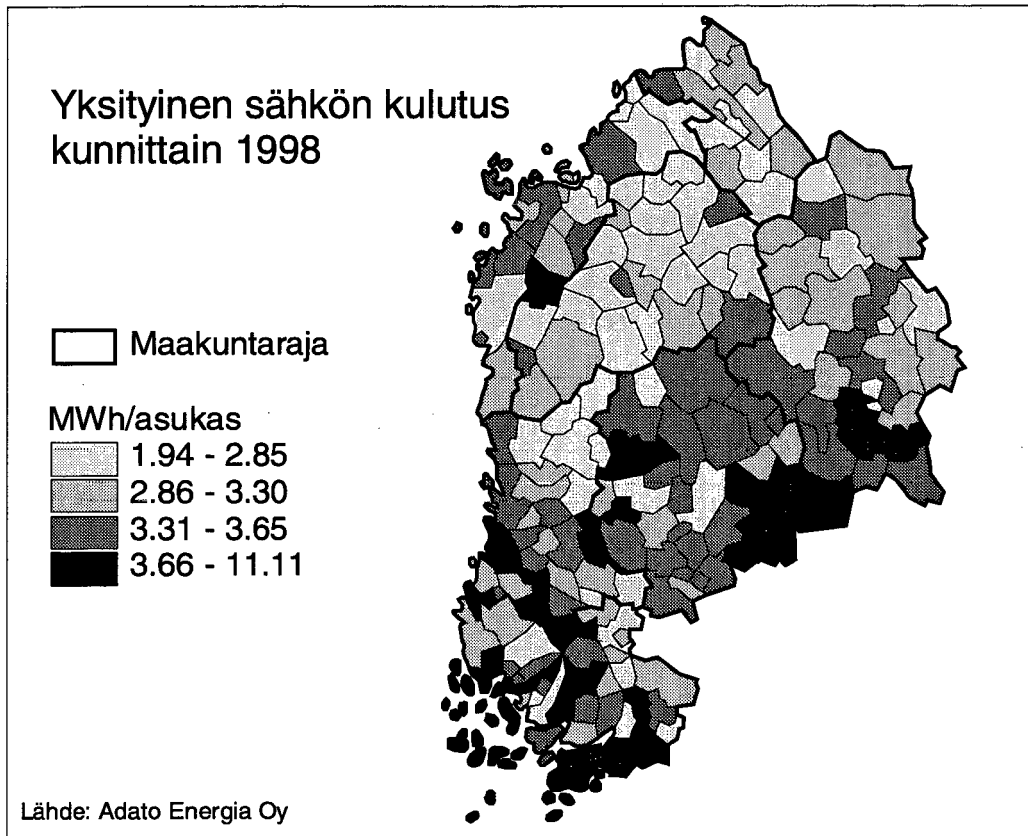 Yksityinen sähkön kulutus
kunnittain 1998
Maakuntaraja
MWh/asukas
1.94 - 2.85
2.86 - 3.30
3.31 - 3.65
3.66 - 11.11
Lähde: Adato Energia Oy